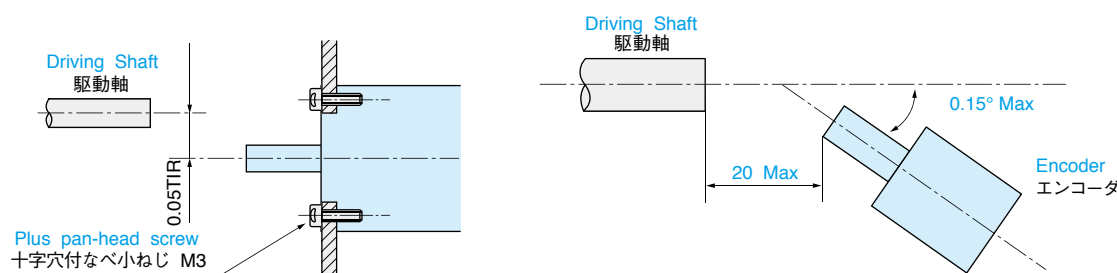 Driving Shaft
駆動軸
0.05TIR
Plus pan-head screw
十字穴付なべ小ねじ M3
Driving Shaft
駆動軸
0.15° Max
20 Max
Encoder
エンコーダ